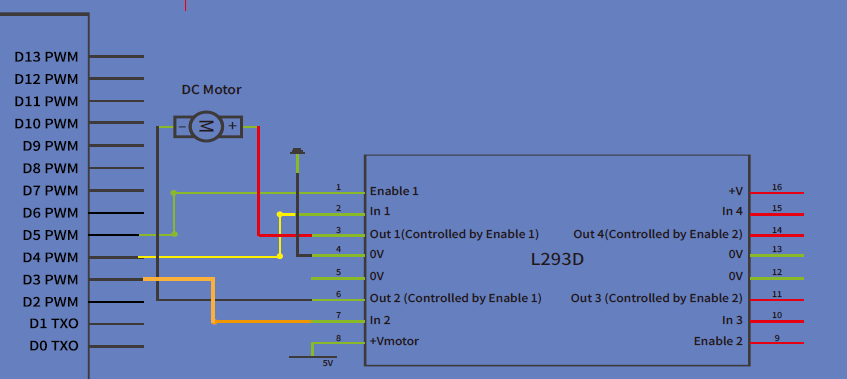 D13 PWM
D12 PWM
D11 PWM
D10 PWM
D9 PWM
D8 PWM
D7 PWM
D6 PWM
D5 PWM
D4 PWM
D3 PWM
D2 PWM
D1 TXO
D0 TXO
DC Motor
− M +
1 Enable 1
2 In 1
3 Out 1(Controlled by Enable 1)
4 0V
5 0V
6 Out 2 (Controlled by Enable 1)
7 In 2
8 +Vmotor
5V
L293D
+V 16
In 4 15
Out 4(Controlled by Enable 2) 14
0V 13
0V 12
Out 3 (Controlled by Enable 2) 11
In 3 10
Enable 2 9